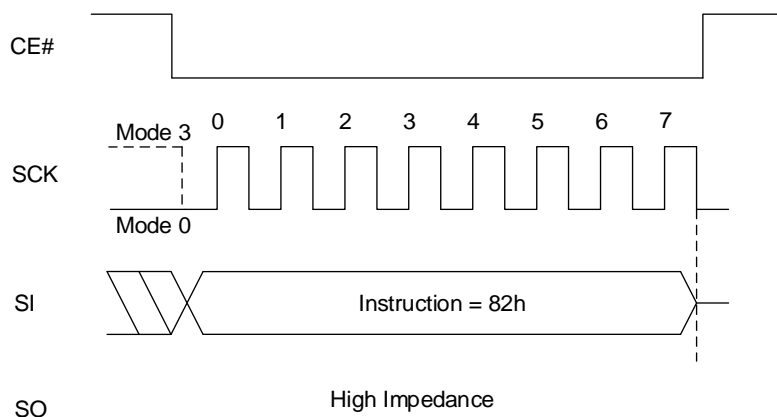 CE#
Mode 3
0 1 2 3 4 5 6 7
SCK
Mode 0
SI
Instruction = 82h
SO
High Impedance